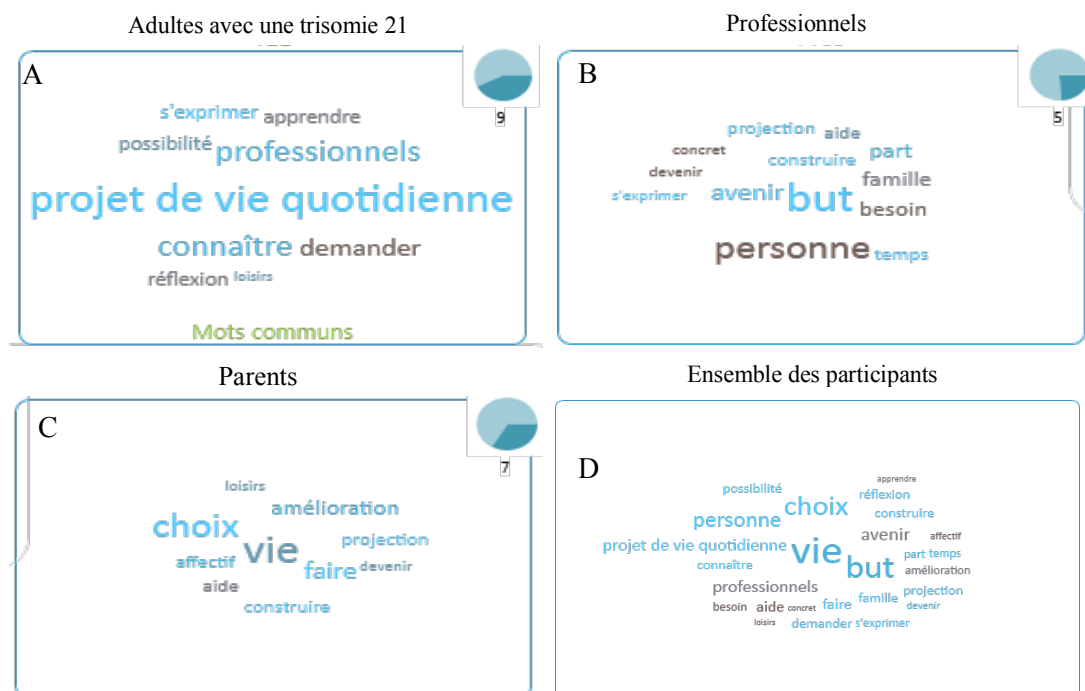 Adultes avec une trisomie 21
A
9
s'exprimer apprendre
possibilité professionnels
projet de vie quotidienne
connaître demander
réflexion loisirs
Mots communs
Professionnels
B
5
projection aide
concret construire part
devenir famille
s'exprimer avenir but besoin
personne temps
Parents
C
7
loisirs
choix amélioration
vie projection
affectif faire devenir
aide
construire
Ensemble des participants
D
apprendre
possibilité choix réflexion
personne construire
avenir affectif
projet de vie quotidienne vie part temps
connaître but amélioration
professionnels projection
besoin aide concret faire famille devenir
loisirs demander s'exprimer